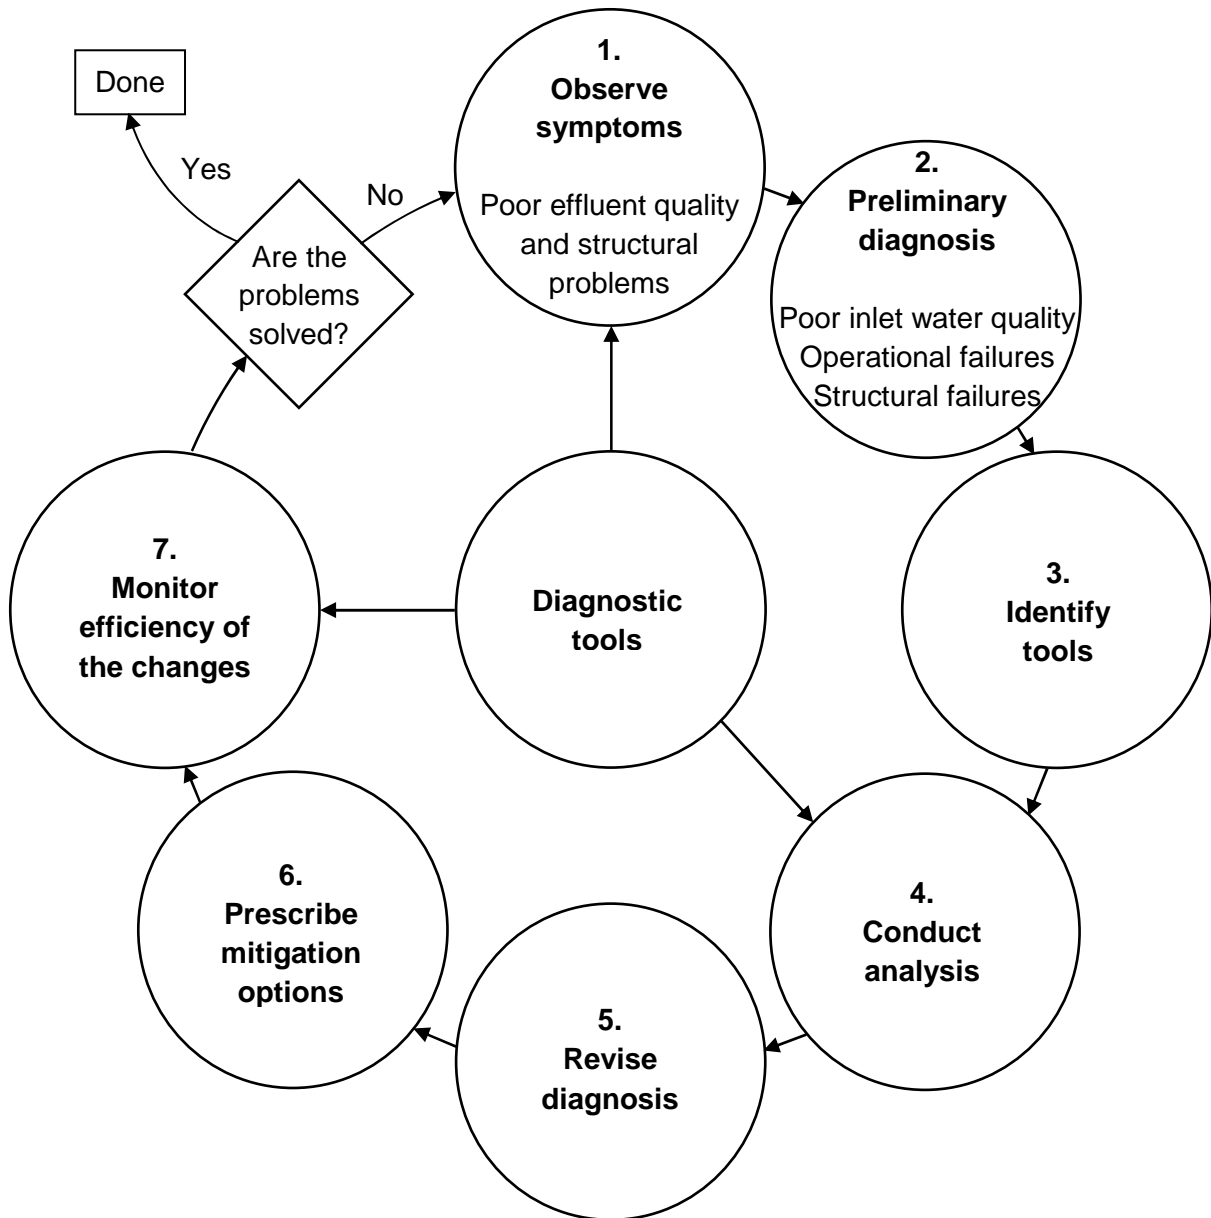 Done
Yes
No
Are the
problems
solved?
1.
Observe
symptoms
Poor effluent quality
and structural
problems
2.
Preliminary
diagnosis
Poor inlet water quality
Operational failures
Structural failures
3.
Identify
tools
4.
Conduct
analysis
5.
Revise
diagnosis
6.
Prescribe
mitigation
options
7.
Monitor
efficiency of
the changes
Diagnostic
tools